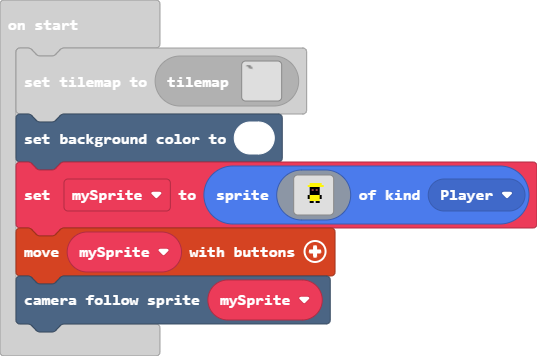 on start
set tilemap to tilemap
set background color to
set mySprite to sprite of kind Player
move mySprite with buttons
camera follow sprite mySprite